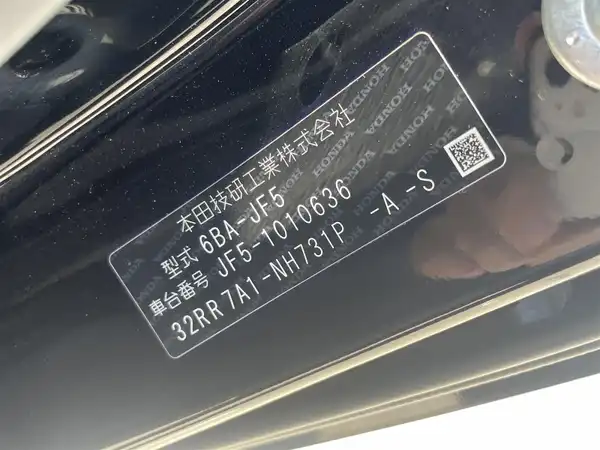 本田技研工業株式会社
型式 6BA-JF5
車台番号 JF5-1010636
32RR 7A1-NH731P -A -S